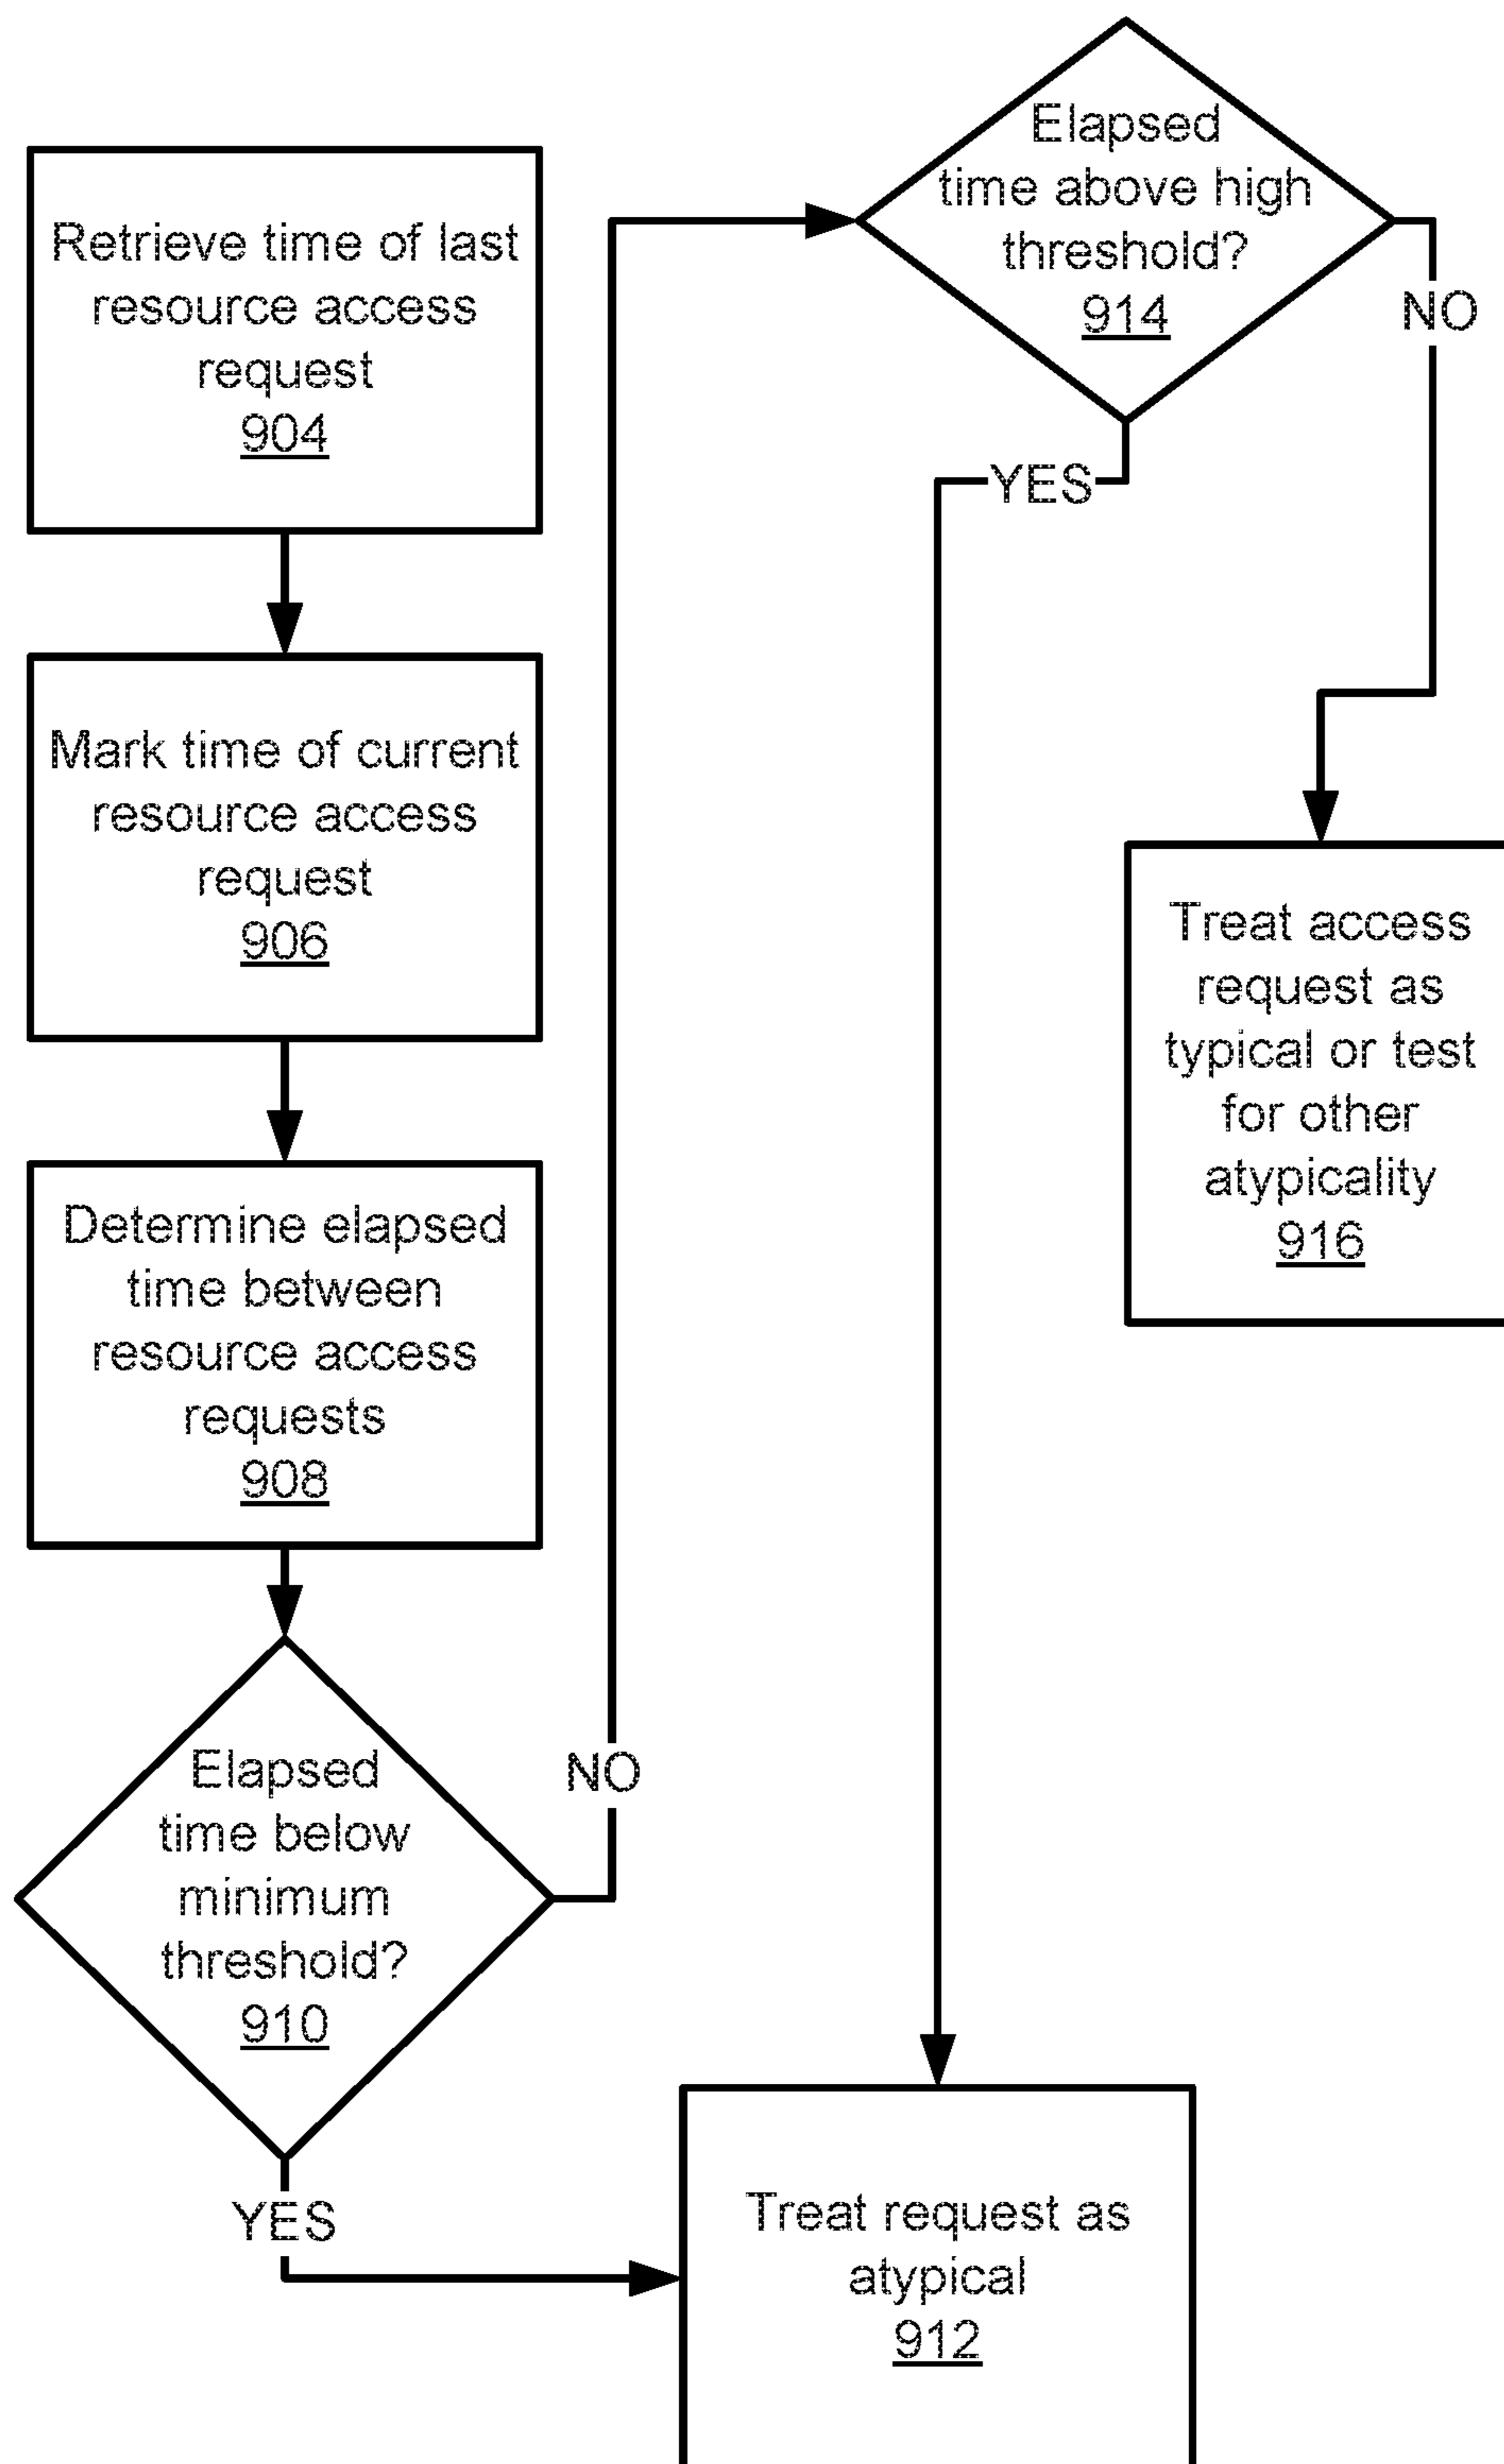 Retrieve time of last
resource access
request
904
Mark time of current
resource access
request
906
Determine elapsed
time between
resource access
requests
908
Elapsed
time below
minimum
threshold?
910
YES
NO
Elapsed
time above high
threshold?
914
YES
NO
Treat access
request as
typical or test
for other
atypicality
916
Treat request as
atypical
912